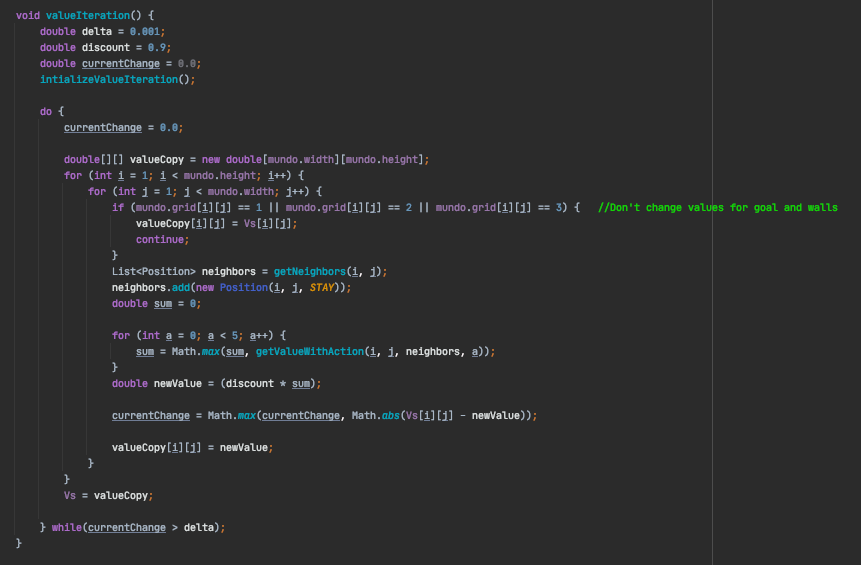 void valueIteration() {
    double delta = 0.001;
    double discount = 0.9;
    double currentChange = 0.0;
    intializeValueIteration();

    do {
        currentChange = 0.0;

        double[][] valueCopy = new double[mundo.width][mundo.height];
        for (int i = 1; i < mundo.height; i++) {
            for (int j = 1; j < mundo.width; j++) {
                if (mundo.grid[i][j] == 1 || mundo.grid[i][j] == 2 || mundo.grid[i][j] == 3) {   //Don't change values for goal and walls
                    valueCopy[i][j] = Vs[i][j];
                    continue;
                }
                List<Position> neighbors = getNeighbors(i, j);
                neighbors.add(new Position(i, j, STAY));
                double sum = 0;

                for (int a = 0; a < 5; a++) {
                    sum = Math.max(sum, getValueWithAction(i, j, neighbors, a));
                }
                double newValue = (discount * sum);

                currentChange = Math.max(currentChange, Math.abs(Vs[i][j] - newValue));

                valueCopy[i][j] = newValue;
            }
        }
        Vs = valueCopy;

    } while(currentChange > delta);
}